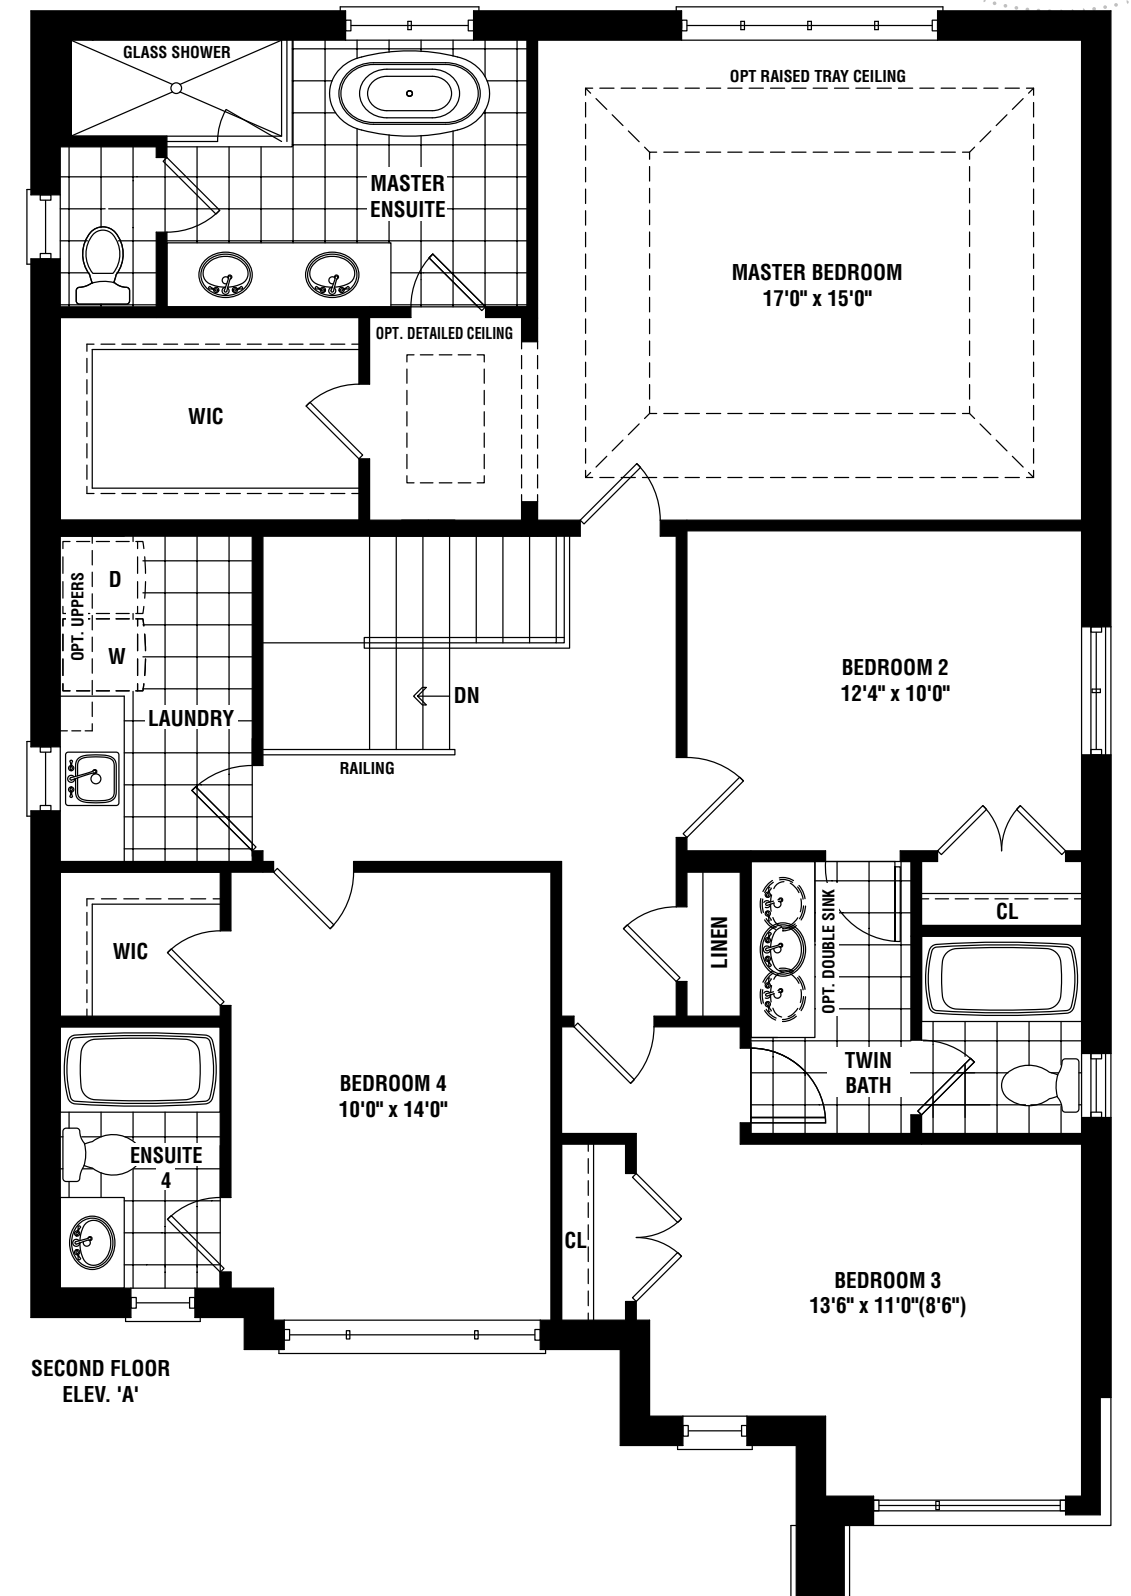 GLASS SHOWER
OPT RAISED TRAY CEILING
MASTER
ENSUITE
MASTER BEDROOM
17'0" x 15'0"
OPT. DETAILED CEILING
WIC
OPT. UPPERS
D
W
LAUNDRY
DN
RAILING
BEDROOM 2
12'4" x 10'0"
CL
LINEN
OPT. DOUBLE SINK
WIC
TWIN
BATH
BEDROOM 4
10'0" x 14'0"
ENSUITE
4
CL
BEDROOM 3
13'6" x 11'0"(8'6")
SECOND FLOOR
ELEV. 'A'